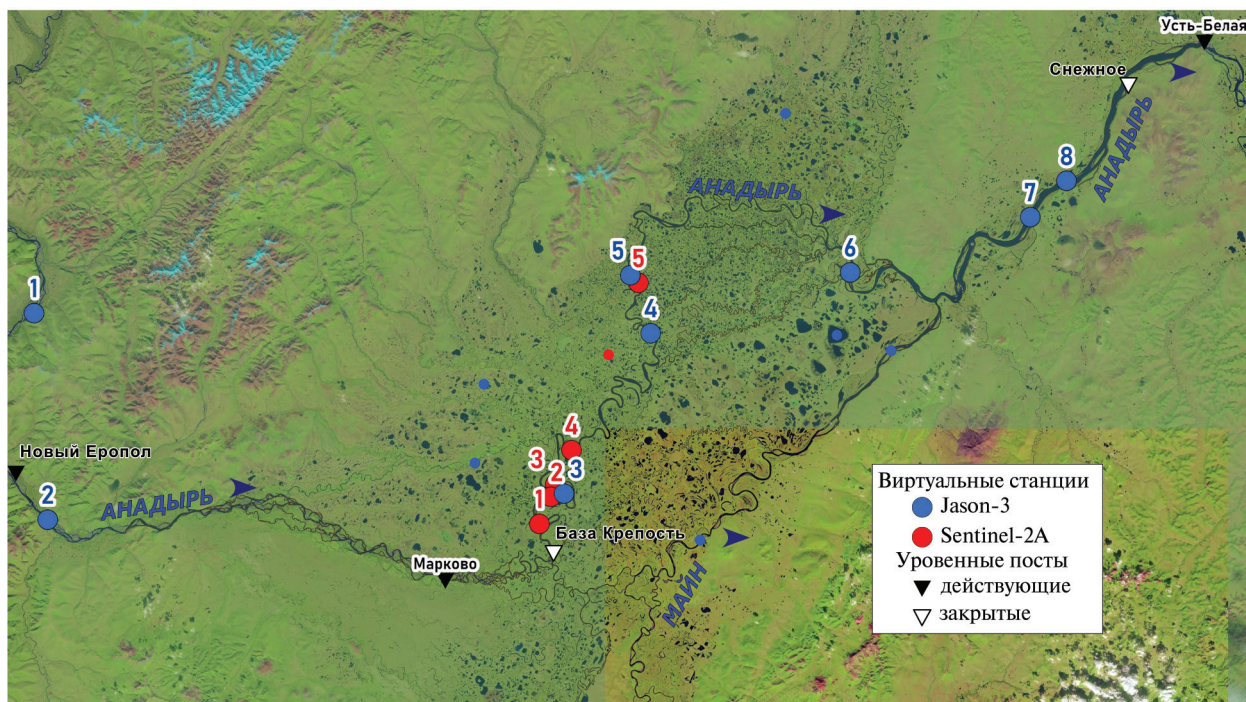 Усть-Белая
Снежное
АНАДЫРЬ
8
7
АНАДЫРЬ
6
5
5
4
1
Новый Еропол
2
АНАДЫРЬ
4
3
2
3
1
База Крепость
Марково
МАЙН
Виртуальные станции
Jason-3
Sentinel-2A
Уровенные посты
действующие
закрытые